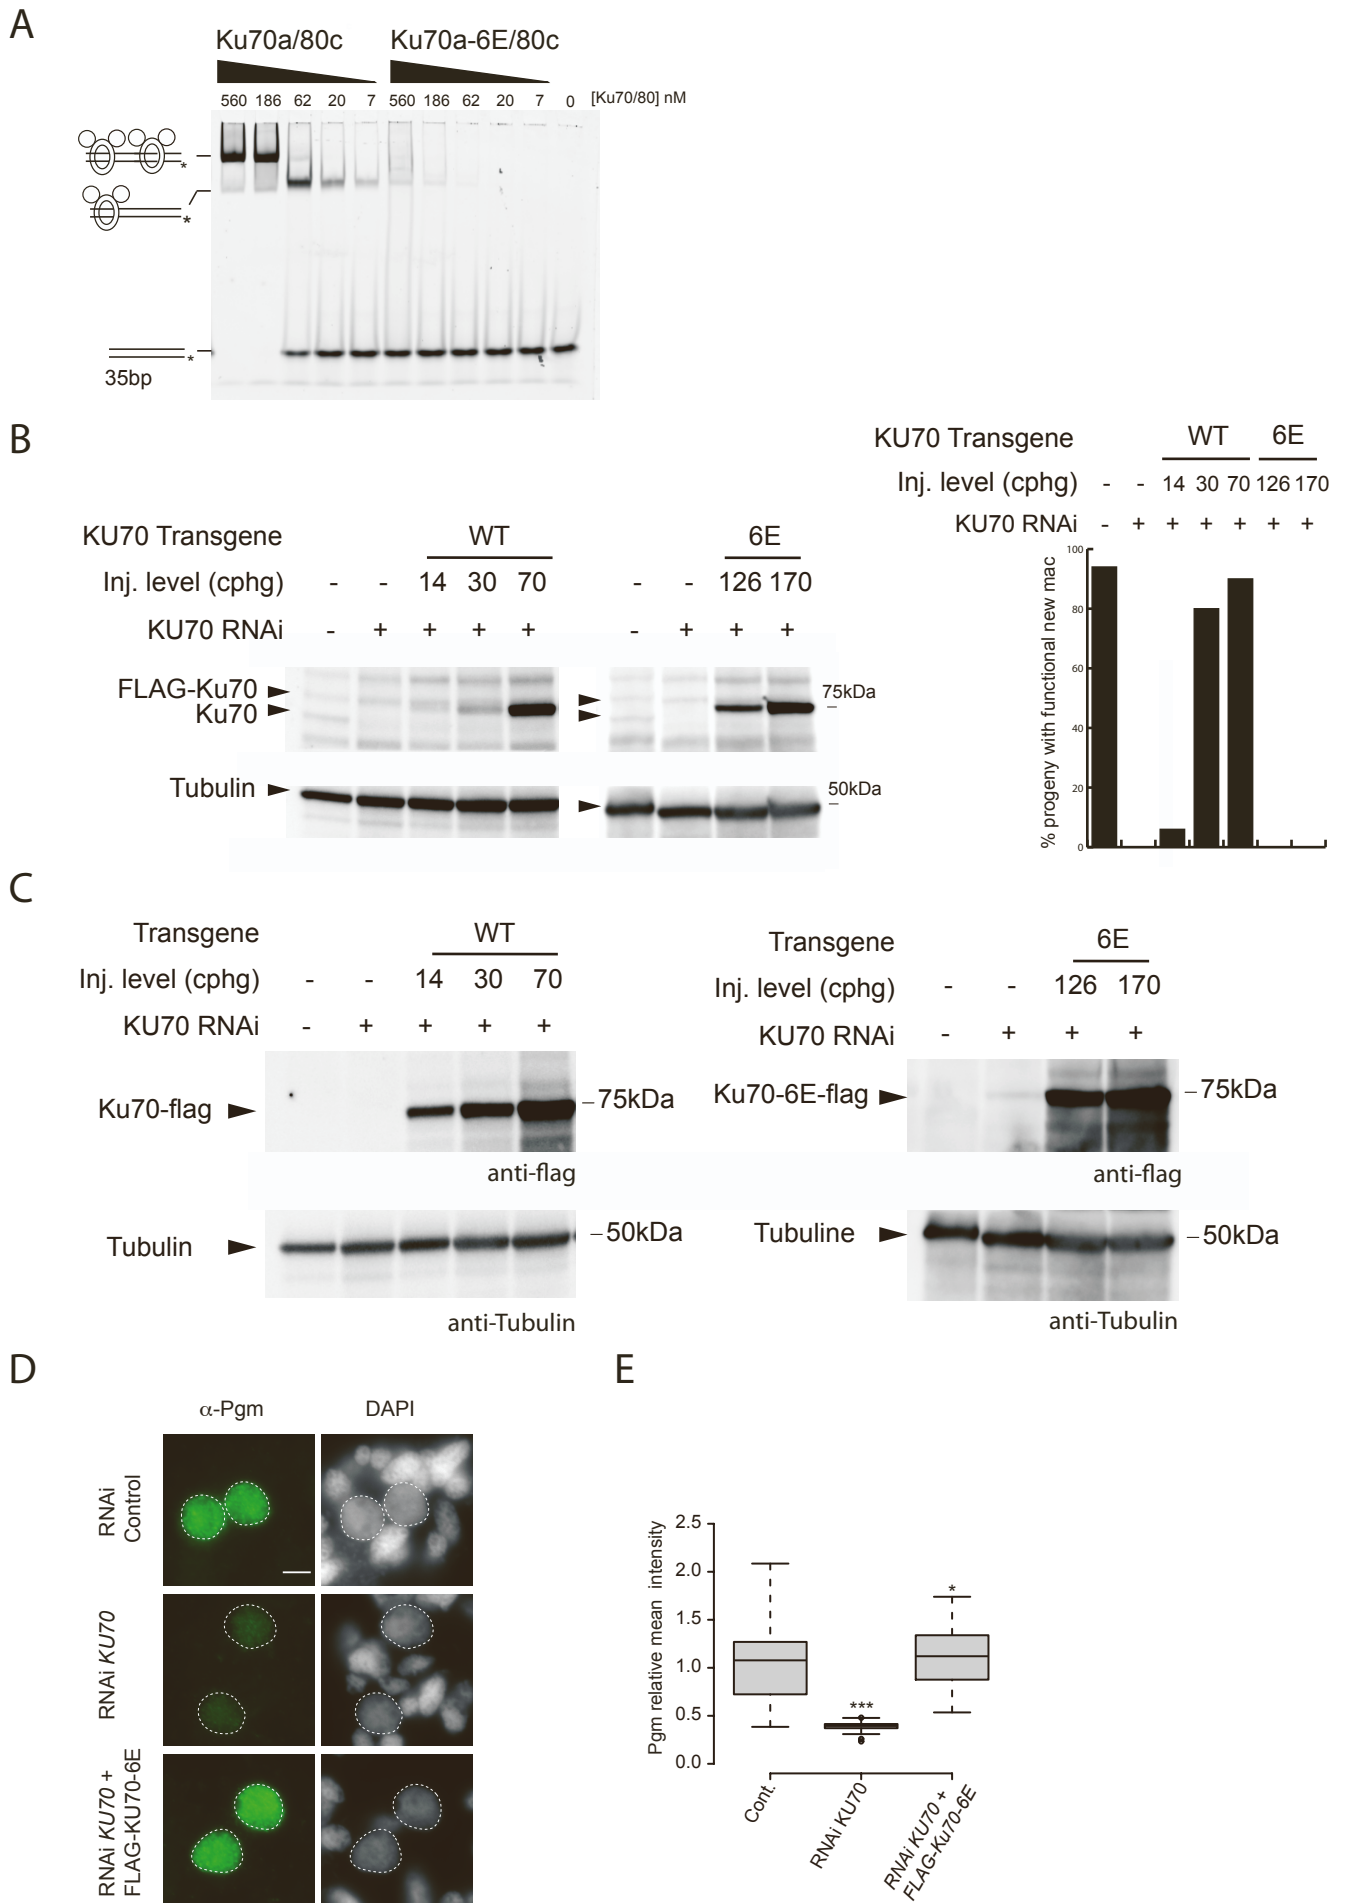 A
Ku70a/80c Ku70a-6E/80c
560 186 62 20 7 560 186 62 20 7 0 [Ku70/80] nM
*
*
*
35bp
B
KU70 Transgene WT 6E
Inj. level (cphg) - - 14 30 70 126 170
KU70 RNAi - + + + + + +
100
80
60
40
20
0
% progeny with functional new mac
KU70 Transgene WT 6E
Inj. level (cphg) - - 14 30 70 - - 126 170
KU70 RNAi - + + + + - + + +
FLAG-Ku70
Ku70
75kDa
Tubulin
50kDa
C
Transgene WT
Inj. level (cphg) - - 14 30 70
KU70 RNAi - + + + +
Ku70-flag
75kDa
anti-flag
Tubulin
50kDa
anti-Tubulin
Transgene 6E
Inj. level (cphg) - - 126 170
KU70 RNAi - + + +
Ku70-6E-flag
75kDa
anti-flag
Tubuline
50kDa
anti-Tubulin
D
α-Pgm DAPI
RNAi
Control
RNAi KU70
RNAi KU70 +
FLAG-KU70-6E
E
Pgm relative mean intensity
2.5
2.0
1.5
1.0
0.5
0.0
***
*
Cont.
RNAi KU70
RNAi KU70 +
FLAG-Ku70-6E